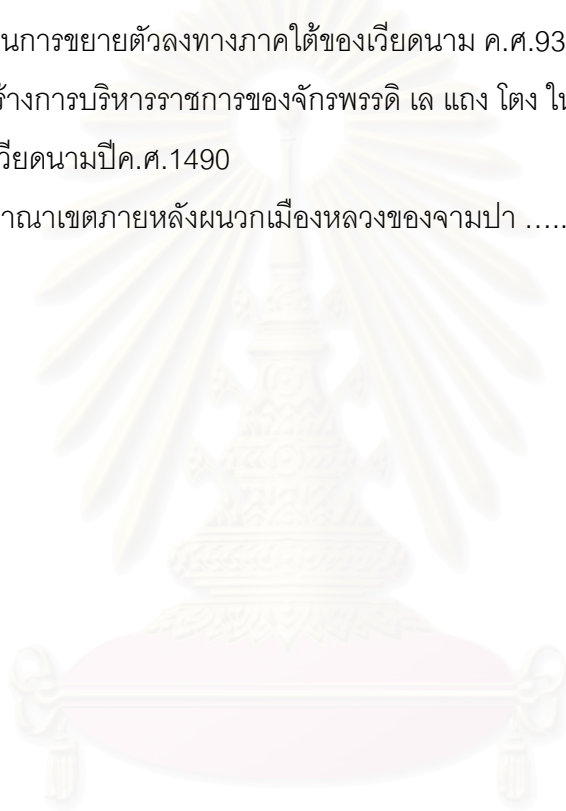 นการขยายตัวลงทางภาคใต้ของเวียดนาม ค.ศ.93
ร้างการบริหารราชการของจักรพรรดิ เล แถง โตง ใน
วียดนามปีค.ศ.1490
าณาเขตภายหลังผนวกเมืองหลวงของจามปา …..